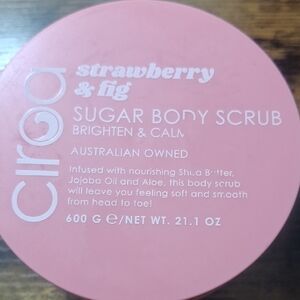 Ciroa
strawberry
& fig
SUGAR BODY SCRUB
BRIGHTEN & CALM
AUSTRALIAN OWNED
Infused with nourishing Shea Butter,
Jojoba Oil and Aloe, this body scrub
will leave you feeling soft and smooth
from head to toe!
600 G ℮/NET WT. 21.1 OZ